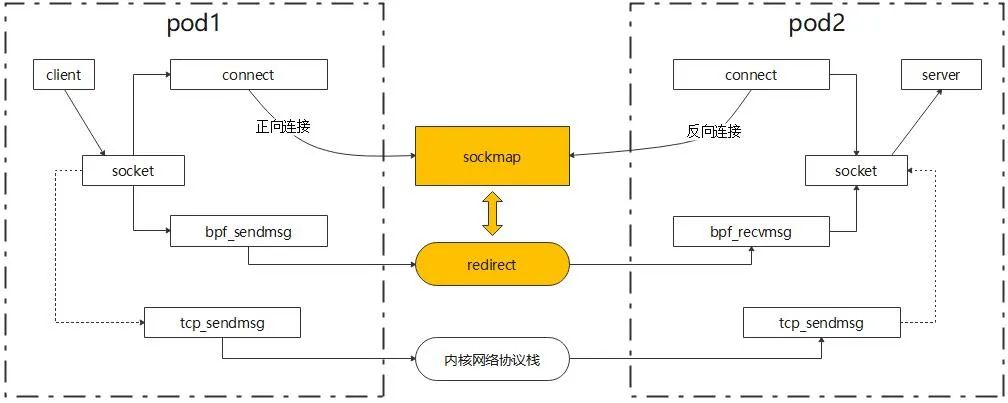 pod1
pod2
client
connect
connect
server
正向连接
反向连接
sockmap
socket
socket
bpf_sendmsg
bpf_recvmsg
redirect
tcp_sendmsg
tcp_sendmsg
内核网络协议栈